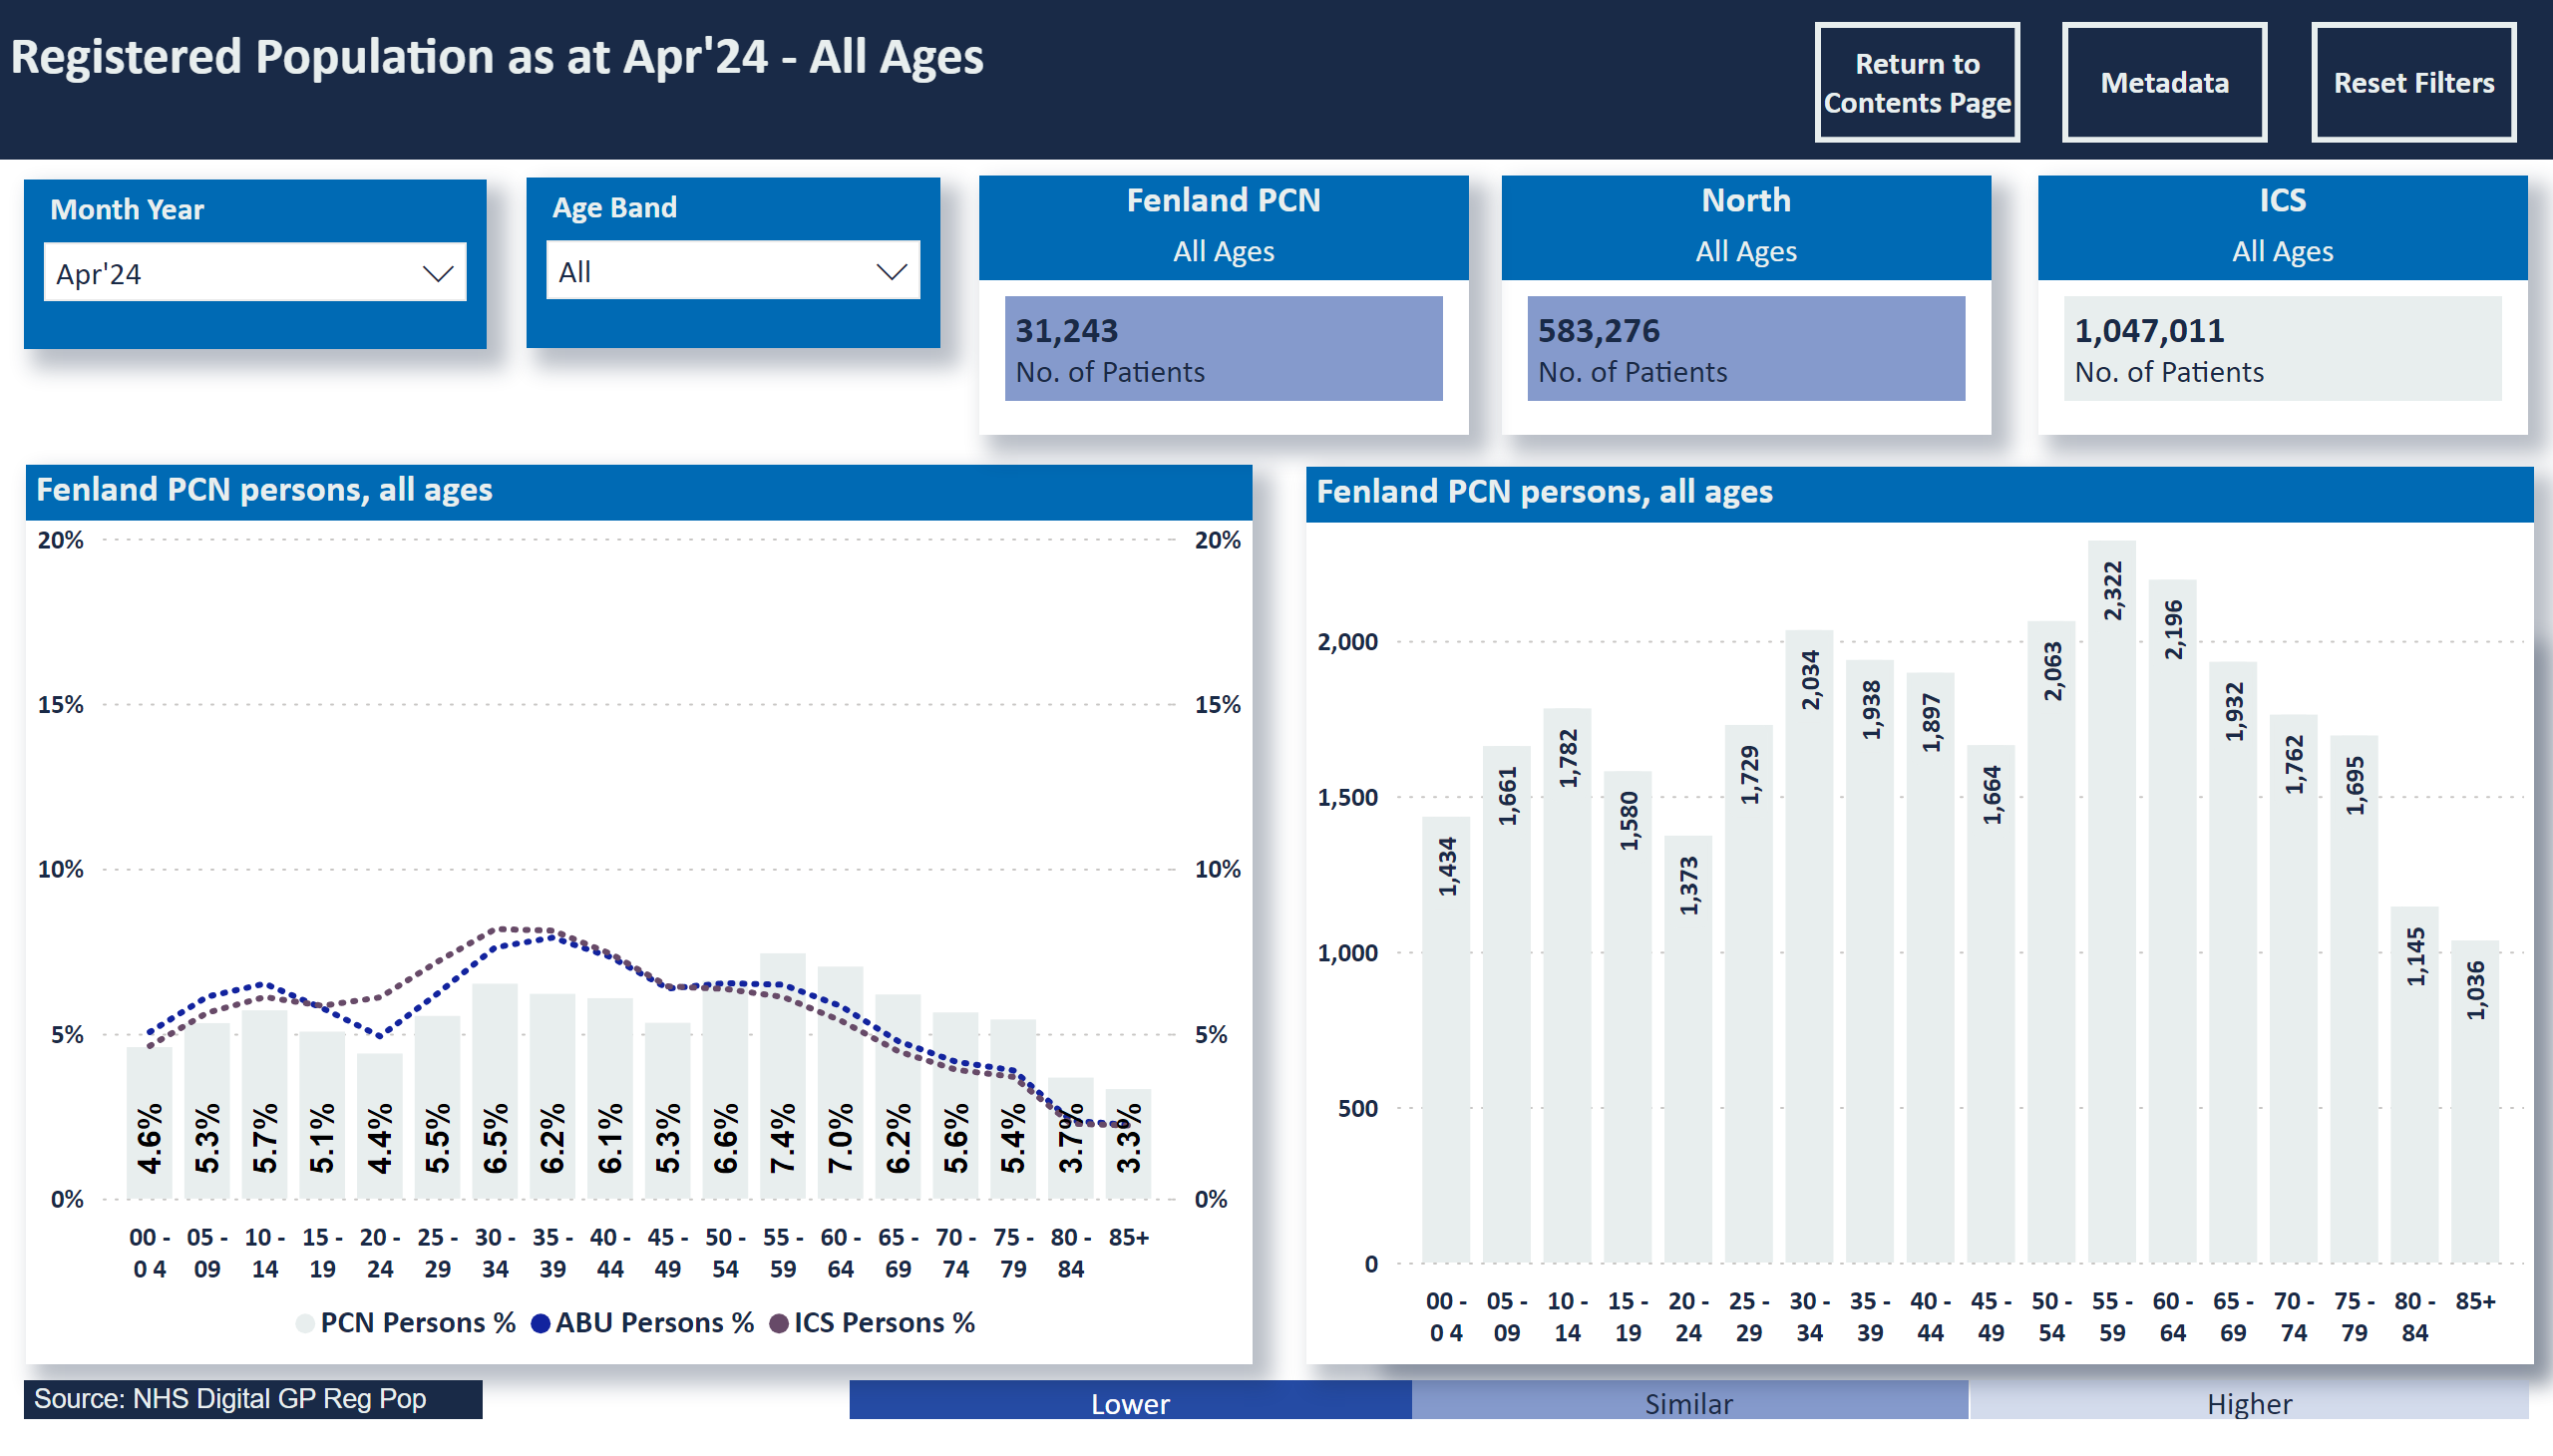 Registered Population as at Apr'24 - All Ages
Return to
Contents Page
Metadata
Reset Filters
Month Year
Apr'24
Age Band
All
Fenland PCN
All Ages
31,243
No. of Patients
North
All Ages
583,276
No. of Patients
ICS
All Ages
1,047,011
No. of Patients
Fenland PCN persons, all ages
20%
15%
10%
5%
0%
20%
15%
10%
5%
0%
4.6%
5.3%
5.7%
5.1%
4.4%
5.5%
6.5%
6.2%
6.1%
5.3%
6.6%
7.4%
7.0%
6.2%
5.6%
5.4%
3.7%
3.3%
00 - 05 - 10 - 15 - 20 - 25 - 30 - 35 - 40 - 45 - 50 - 55 - 60 - 65 - 70 - 75 - 80 - 85+
0 4 09 14 19 24 29 34 39 44 49 54 59 64 69 74 79 84
PCN Persons % ABU Persons % ICS Persons %
Fenland PCN persons, all ages
2,000
1,500
1,000
500
0
1,434
1,661
1,782
1,580
1,373
1,729
2,034
1,938
1,897
1,664
2,063
2,322
2,196
1,932
1,762
1,695
1,145
1,036
00 - 05 - 10 - 15 - 20 - 25 - 30 - 35 - 40 - 45 - 50 - 55 - 60 - 65 - 70 - 75 - 80 - 85+
0 4 09 14 19 24 29 34 39 44 49 54 59 64 69 74 79 84
Source: NHS Digital GP Reg Pop
Lower
Similar
Higher